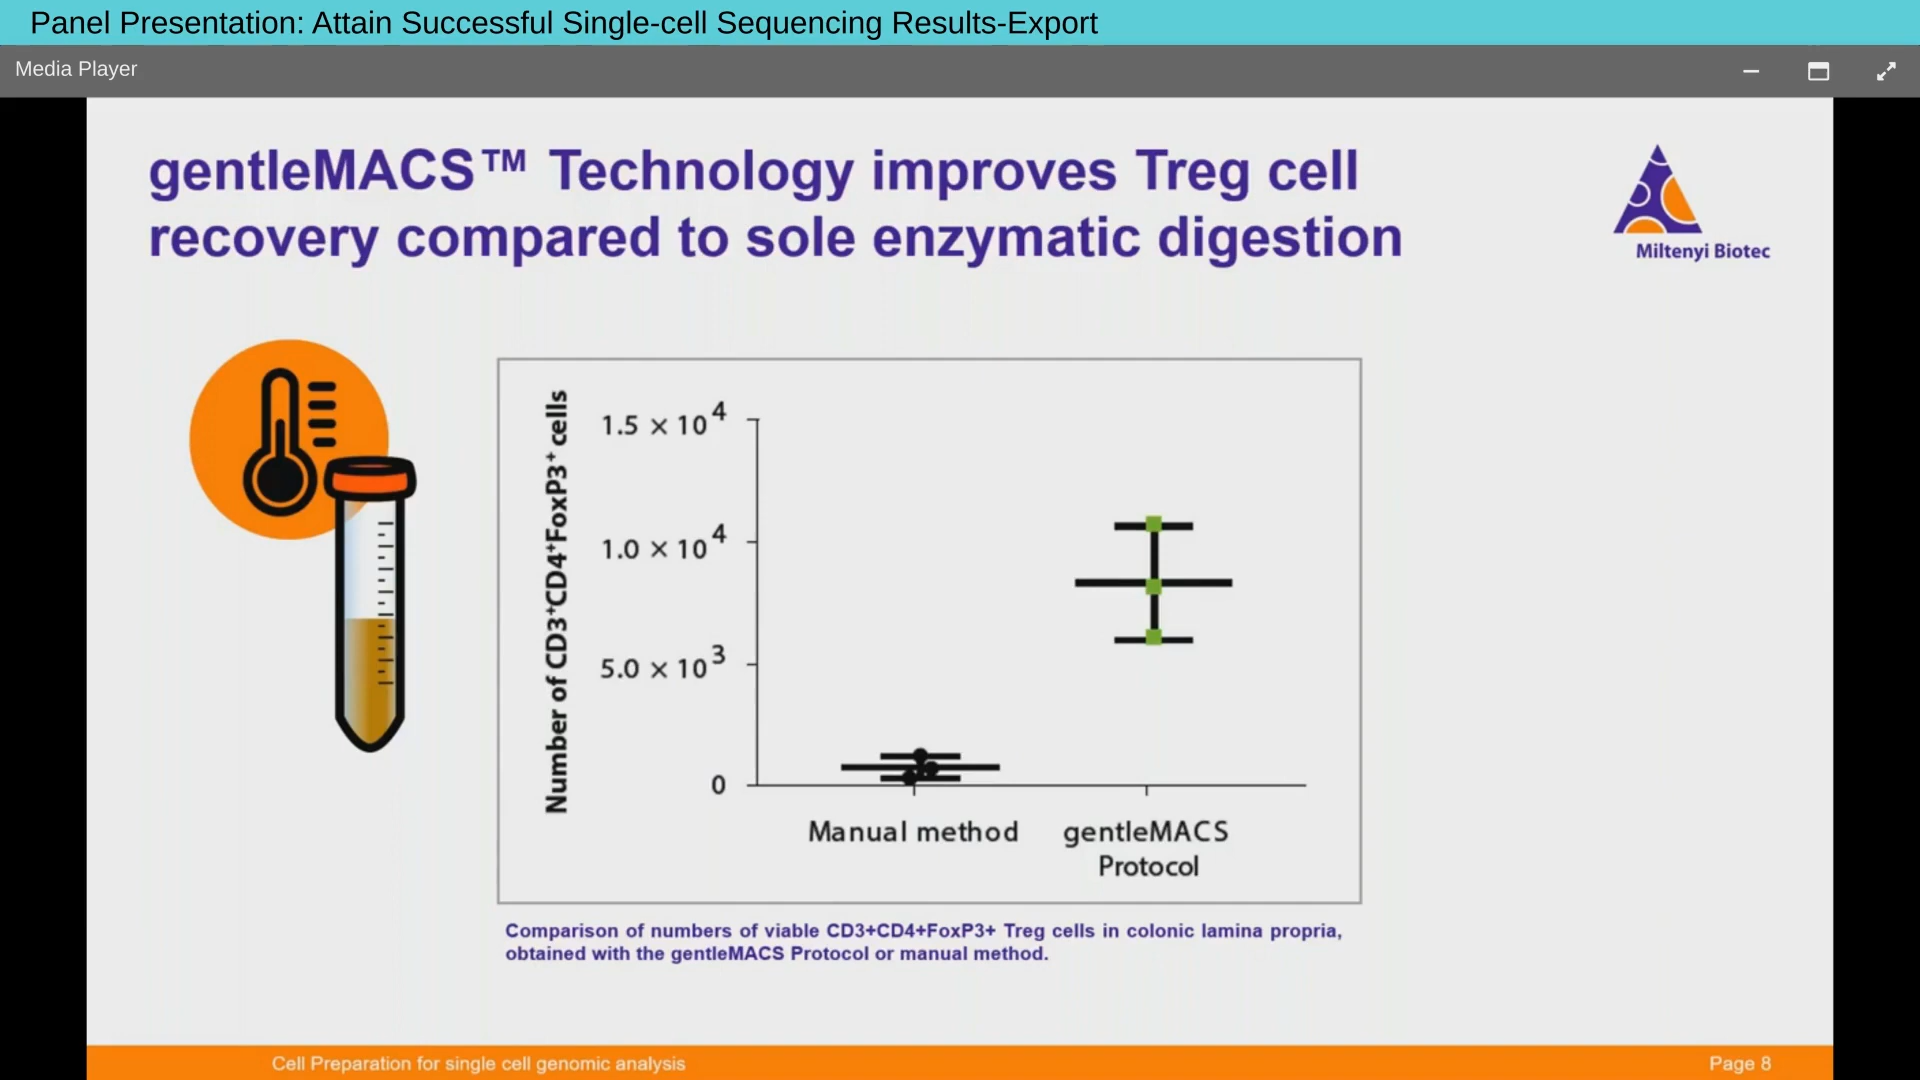 Panel Presentation: Attain Successful Single-cell Sequencing Results-Export
Media Player
gentleMACS™ Technology improves Treg cell
recovery compared to sole enzymatic digestion
Miltenyi Biotec
Number of CD3⁺CD4⁺FoxP3⁺ cells
1.5 × 10⁴
1.0 × 10⁴
5.0 × 10³
0
Manual method
gentleMACS
Protocol
Comparison of numbers of viable CD3+CD4+FoxP3+ Treg cells in colonic lamina propria,
obtained with the gentleMACS Protocol or manual method.
Cell Preparation for single cell genomic analysis
Page 8